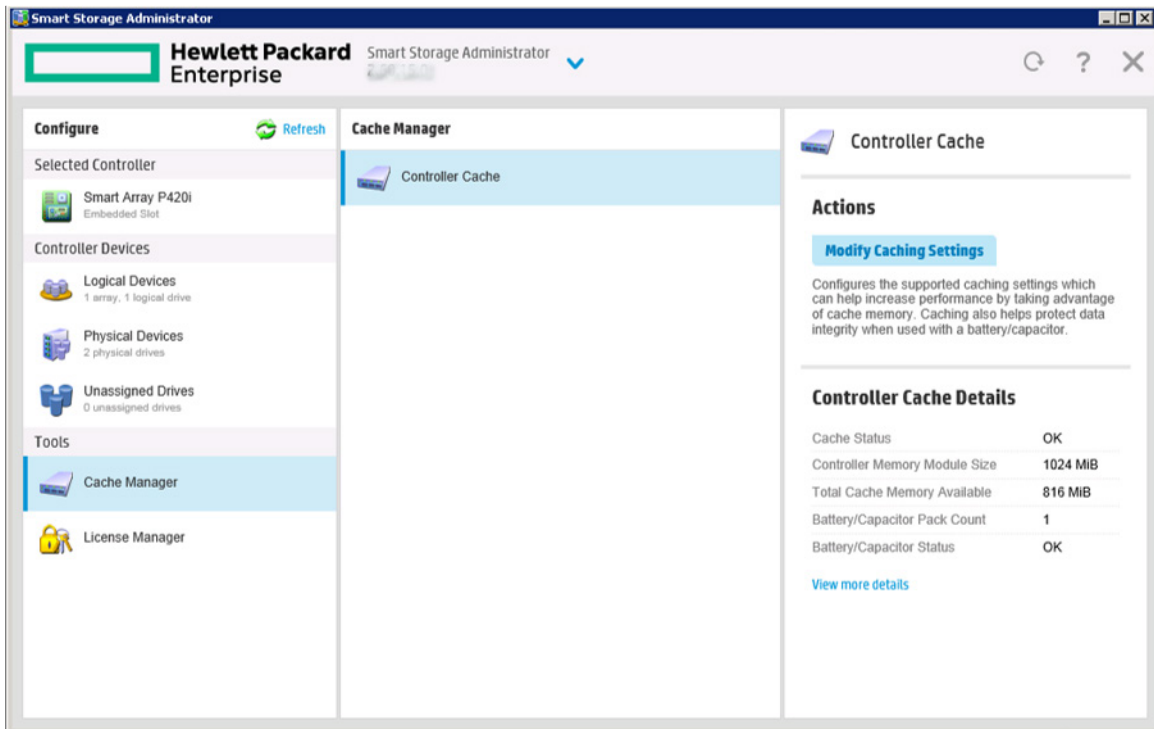 Smart Storage Administrator
Hewlett Packard
Enterprise
Smart Storage Administrator
?
Configure
Refresh
Selected Controller
Smart Array P420i
Embedded Slot
Controller Devices
Logical Devices
1 array, 1 logical drive
Physical Devices
2 physical drives
Unassigned Drives
0 unassigned drives
Tools
Cache Manager
License Manager
Cache Manager
Controller Cache
Controller Cache
Actions
Modify Caching Settings
Configures the supported caching settings which
can help increase performance by taking advantage
of cache memory. Caching also helps protect data
integrity when used with a battery/capacitor.
Controller Cache Details
Cache Status OK
Controller Memory Module Size 1024 MiB
Total Cache Memory Available 816 MiB
Battery/Capacitor Pack Count 1
Battery/Capacitor Status OK
View more details